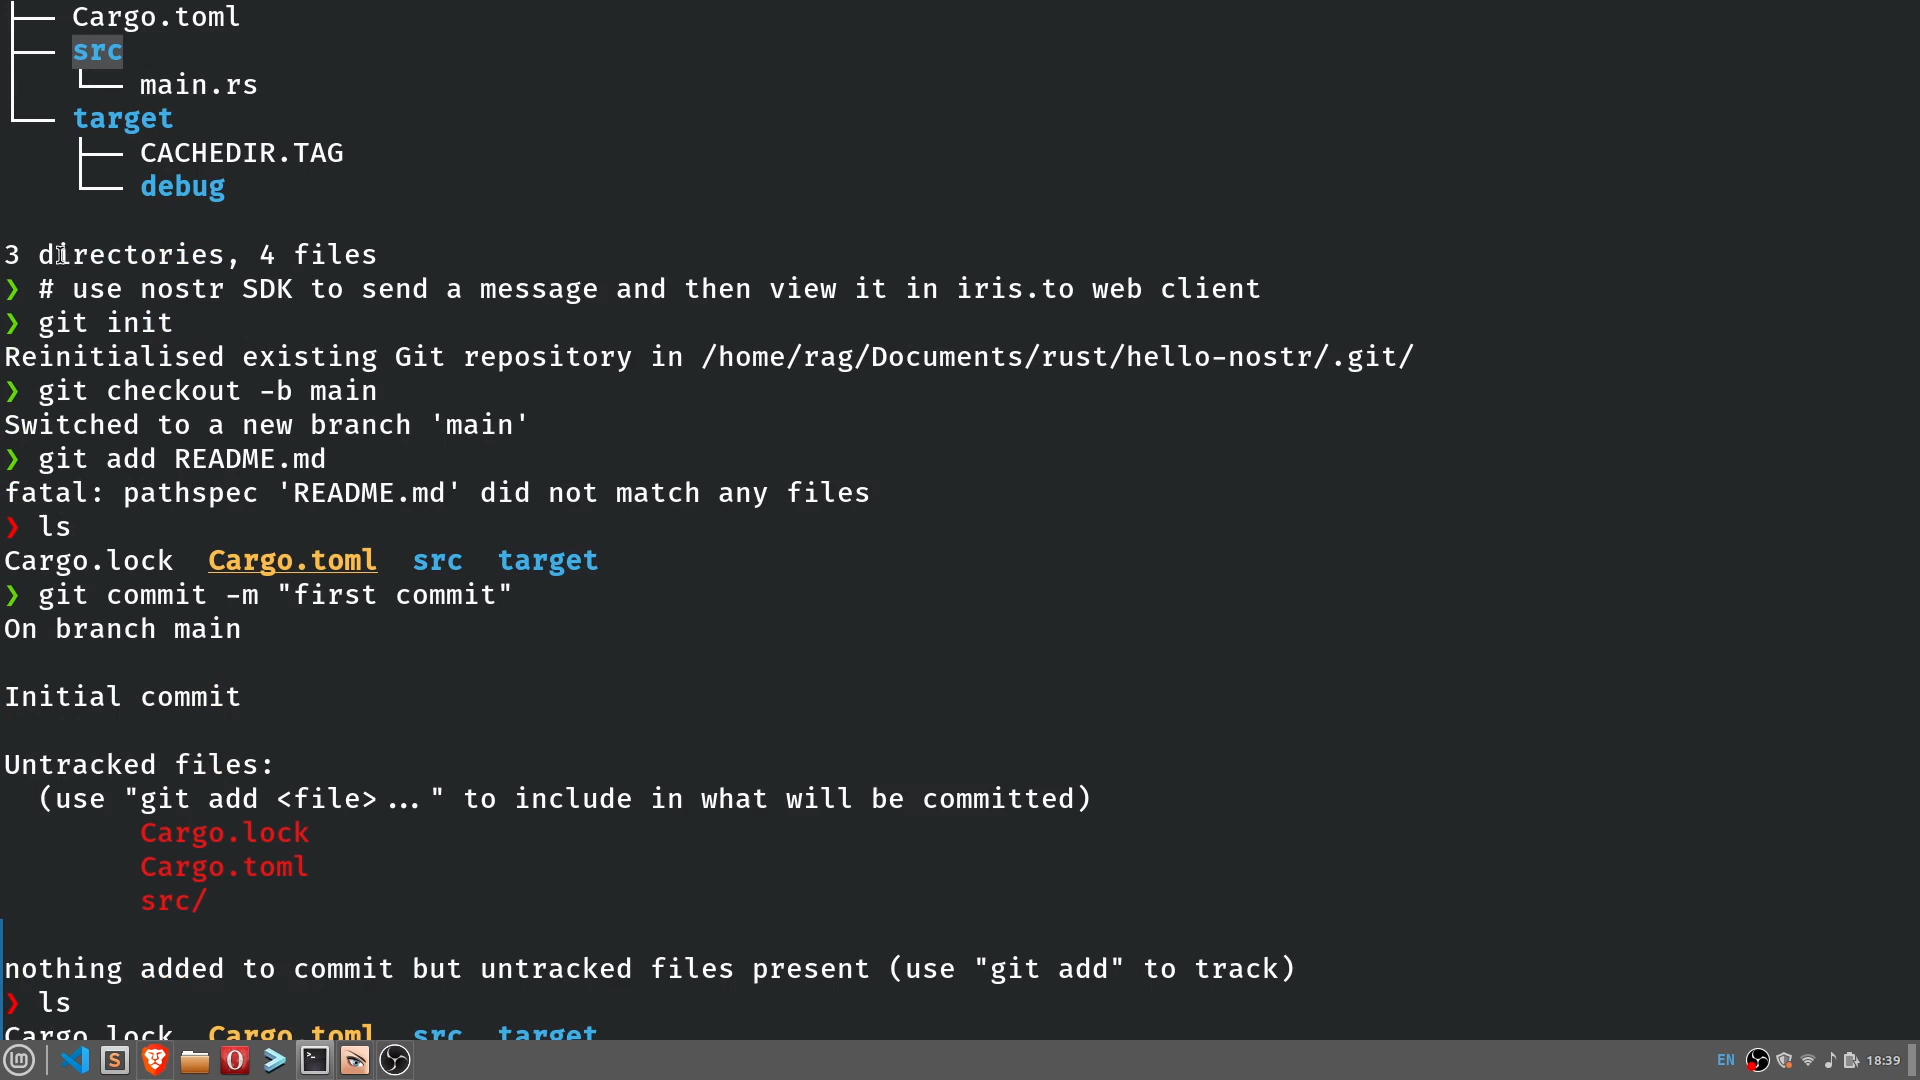 Cargo.toml
src
main.rs
target
CACHEDIR.TAG
debug
3 directories, 4 files
❯ # use nostr SDK to send a message and then view it in iris.to web client
❯ git init
Reinitialised existing Git repository in /home/rag/Documents/rust/hello-nostr/.git/
❯ git checkout -b main
Switched to a new branch 'main'
❯ git add README.md
fatal: pathspec 'README.md' did not match any files
❯ ls
Cargo.lock Cargo.toml src target
❯ git commit -m "first commit"
On branch main
Initial commit
Untracked files:
(use "git add <file>..." to include in what will be committed)
Cargo.lock
Cargo.toml
src/
nothing added to commit but untracked files present (use "git add" to track)
❯ ls
Cargo.lock Cargo.toml src target
EN 18:39